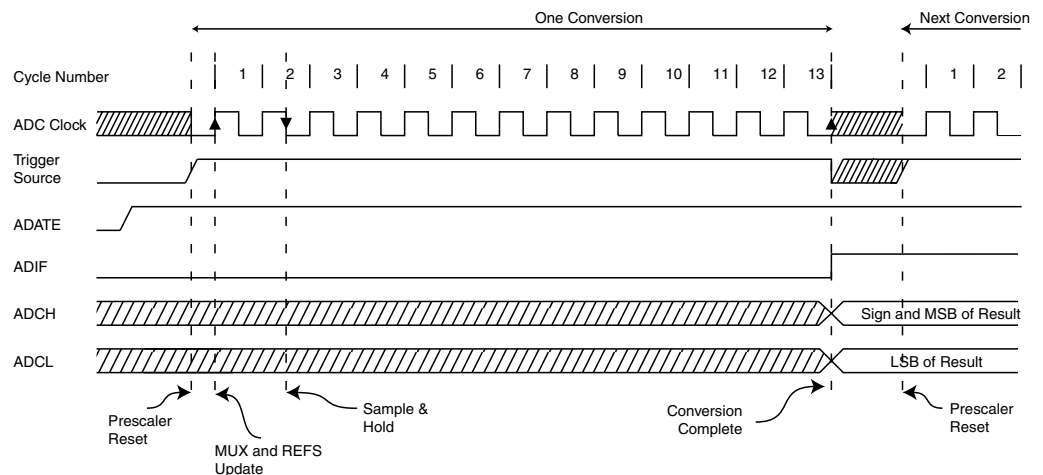 One Conversion
Next Conversion
Cycle Number
1 2 3 4 5 6 7 8 9 10 11 12 13 1 2
ADC Clock
Trigger
Source
ADATE
ADIF
ADCH
Sign and MSB of Result
ADCL
LSB of Result
Prescaler
Reset
MUX and REFS
Update
Sample &
Hold
Conversion
Complete
Prescaler
Reset